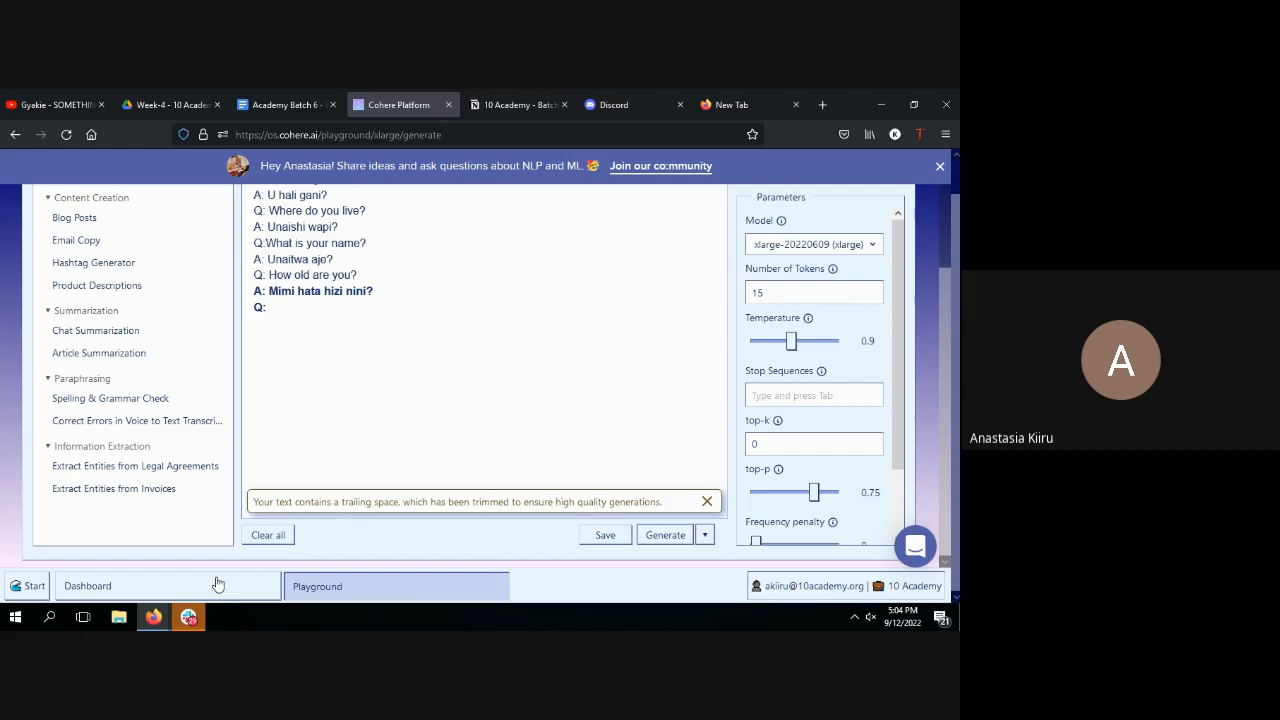 Gyakie - SOMETHIN
Week-4 - 10 Academ
Academy Batch 6 -
Cohere Platform
10 Academy - Batch
Discord
New Tab
https://os.cohere.ai/playground/xlarge/generate
K
T
Hey Anastasia! Share ideas and ask questions about NLP and ML. Join our co:mmunity
Content Creation
Blog Posts
Email Copy
Hashtag Generator
Product Descriptions
Summarization
Chat Summarization
Article Summarization
Paraphrasing
Spelling & Grammar Check
Correct Errors in Voice to Text Transcri...
Information Extraction
Extract Entities from Legal Agreements
Extract Entities from Invoices
A: U hali gani?
Q: Where do you live?
A: Unaishi wapi?
Q:What is your name?
A: Unaitwa aje?
Q: How old are you?
A: Mimi hata hizi nini?
Q:
Your text contains a trailing space, which has been trimmed to ensure high quality generations.
Clear all
Save
Generate
Parameters
Model
xlarge-20220609 (xlarge)
Number of Tokens
15
Temperature
0.9
Stop Sequences
Type and press Tab
top-k
0
top-p
0.75
Frequency penalty
Start
Dashboard
Playground
akiiru@10academy.org | 10 Academy
29
5:04 PM
9/12/2022
21
A
Anastasia Kiiru